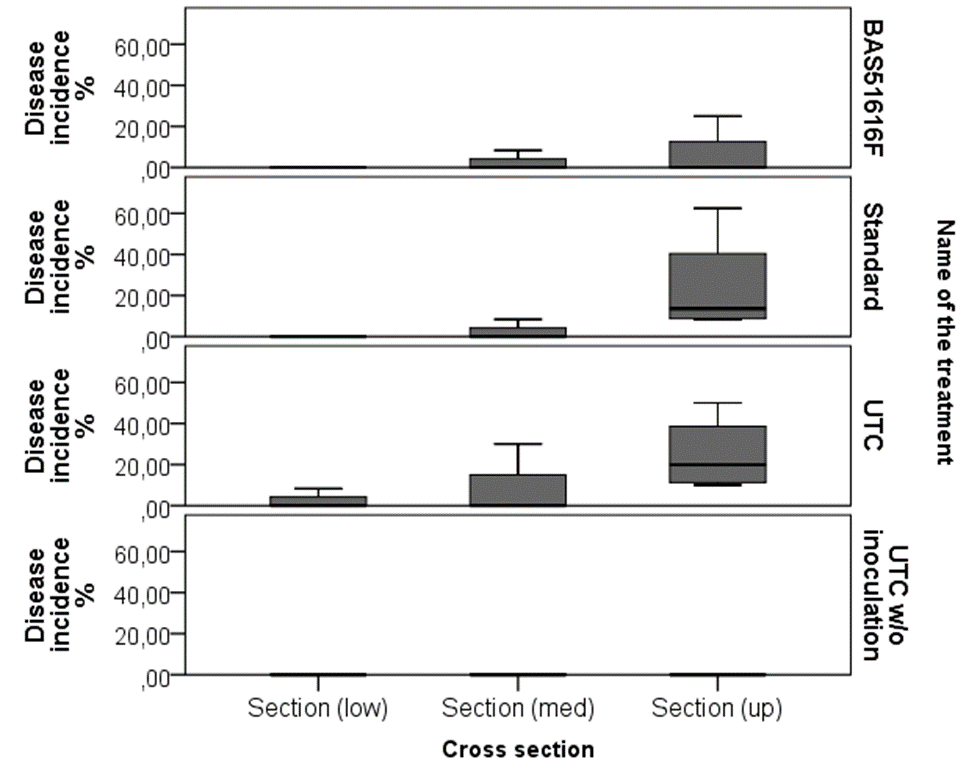 Disease
incidence
%
60,00
40,00
20,00
,00
BAS51616F
Disease
incidence
%
60,00
40,00
20,00
,00
Standard
Disease
incidence
%
60,00
40,00
20,00
,00
UTC
Disease
incidence
%
60,00
40,00
20,00
,00
UTC w/o
inoculation
Name of the treatment
Section (low)
Section (med)
Section (up)
Cross section